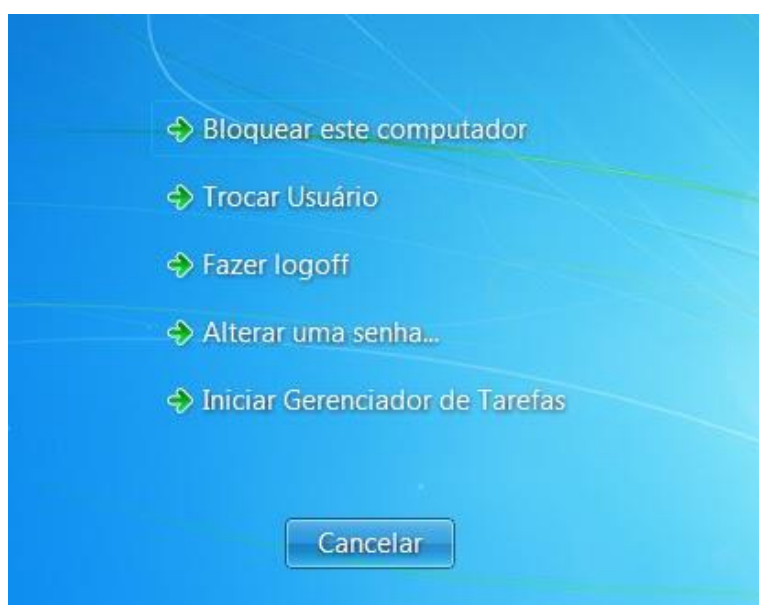 Bloquear este computador
Trocar Usuário
Fazer logoff
Alterar uma senha...
Iniciar Gerenciador de Tarefas
Cancelar